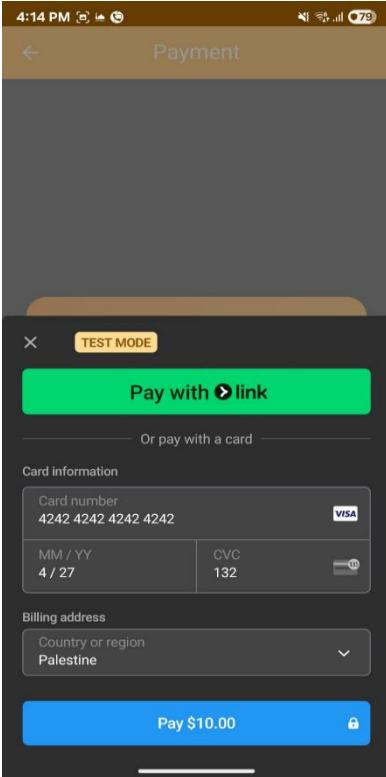 4:14 PM 79
Payment
TEST MODE
Pay with link
Or pay with a card
Card information
Card number
4242 4242 4242 4242
VISA
MM / YY CVC
4 / 27 132
Billing address
Country or region
Palestine
Pay $10.00